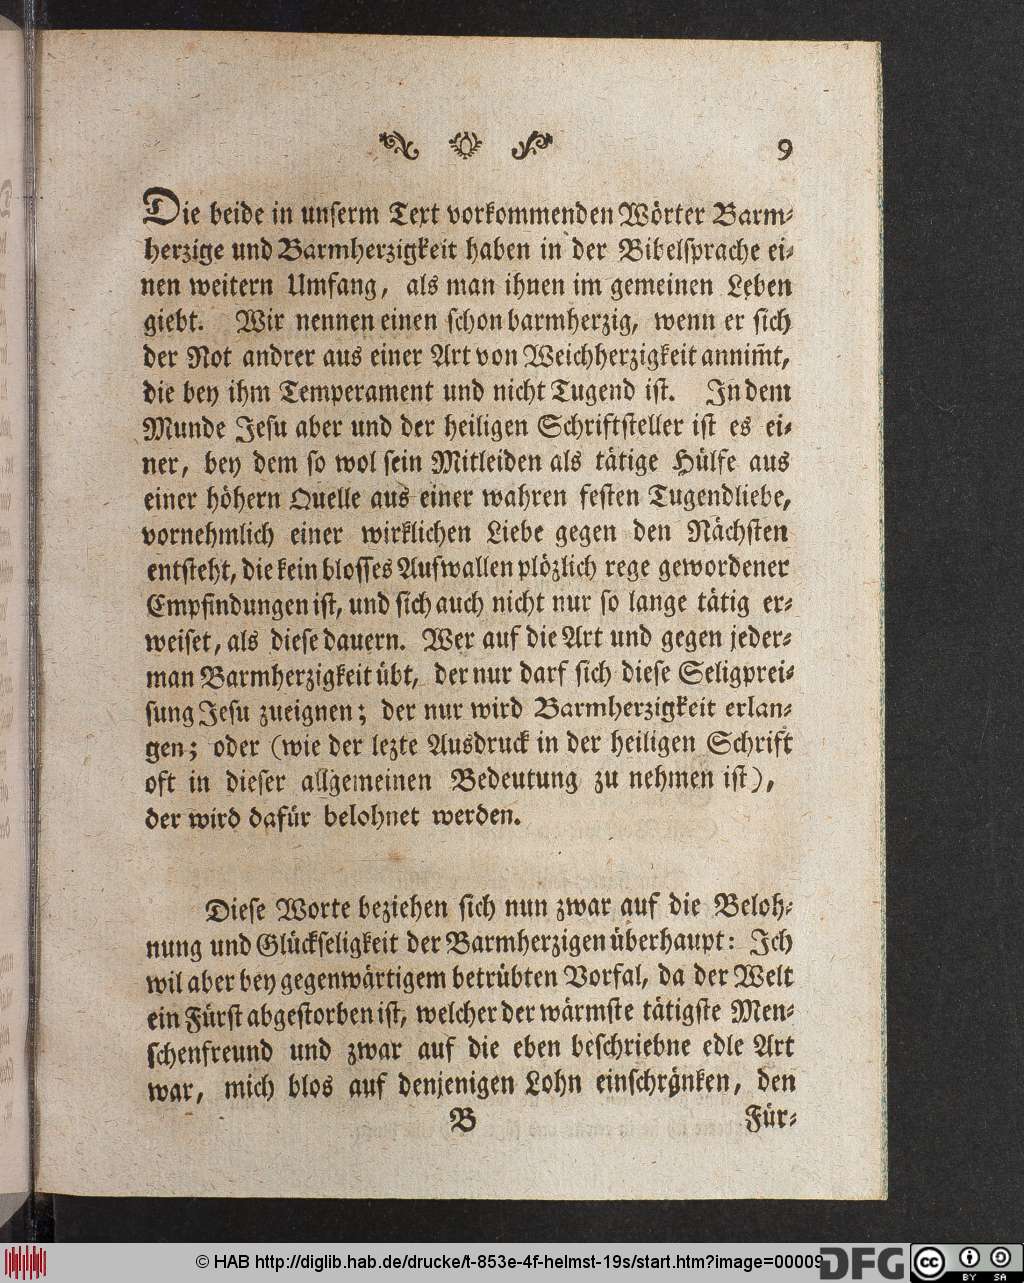 9
Die beide in unserm Text vorkommenden Wörter Barm-
herzige und Barmherzigkeit haben in der Bibelsprache ei-
nen weitern Umfang, als man ihnen im gemeinen Leben
giebt. Wir nennen einen schon barmherzig, wenn er sich
der Not andrer aus einer Art von Weichherzigkeit annim̃t,
die bey ihm Temperament und nicht Tugend ist. In dem
Munde Jesu aber und der heiligen Schriftsteller ist es ei-
ner, bey dem so wol sein Mitleiden als tätige Hülfe aus
einer höhern Quelle aus einer wahren festen Tugendliebe,
vornehmlich einer wirklichen Liebe gegen den Nächsten
entsteht, die kein blosses Aufwallen plözlich rege gewordener
Empfindungen ist, und sich auch nicht nur so lange tätig er-
weiset, als diese dauern. Wer auf die Art und gegen jeder-
man Barmherzigkeit übt, der nur darf sich diese Seligprei-
sung Jesu zueignen; der nur wird Barmherzigkeit erlan-
gen; oder (wie der lezte Ausdruck in der heiligen Schrift
oft in dieser allgemeinen Bedeutung zu nehmen ist),
der wird dafür belohnet werden.
Diese Worte beziehen sich nun zwar auf die Beloh-
nung und Glückseligkeit der Barmherzigen überhaupt: Ich
wil aber bey gegenwärtigem betrübten Vorfal, da der Welt
ein Fürst abgestorben ist, welcher der wärmste tätigste Men-
schenfreund und zwar auf die eben beschriebne edle Art
war, mich blos auf denjenigen Lohn einschränken, den
B Für-
© HAB http://diglib.hab.de/drucke/t-853e-4f-helmst-19s/start.htm?image=00009
DFG
cc BY SA